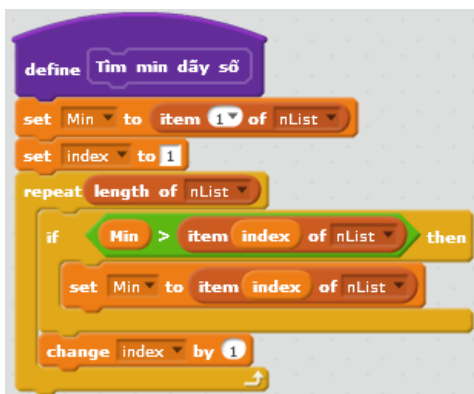 define Tìm min dãy số
set Min to item 1 of nList
set index to 1
repeat length of nList
if Min > item index of nList then
set Min to item index of nList
change index by 1